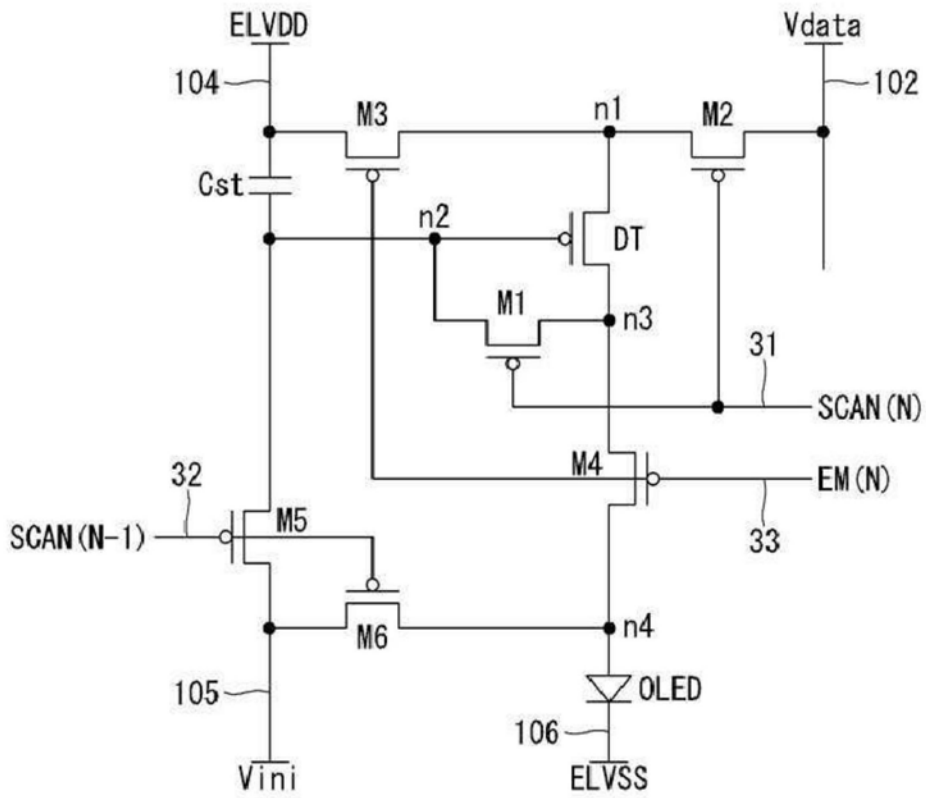 ELVDD
Vdata
104
102
M3
n1
M2
Cst
n2
DT
M1
n3
31
SCAN(N)
M4
EM(N)
32
33
SCAN(N-1)
M5
M6
n4
105
OLED
106
Vini
ELVSS